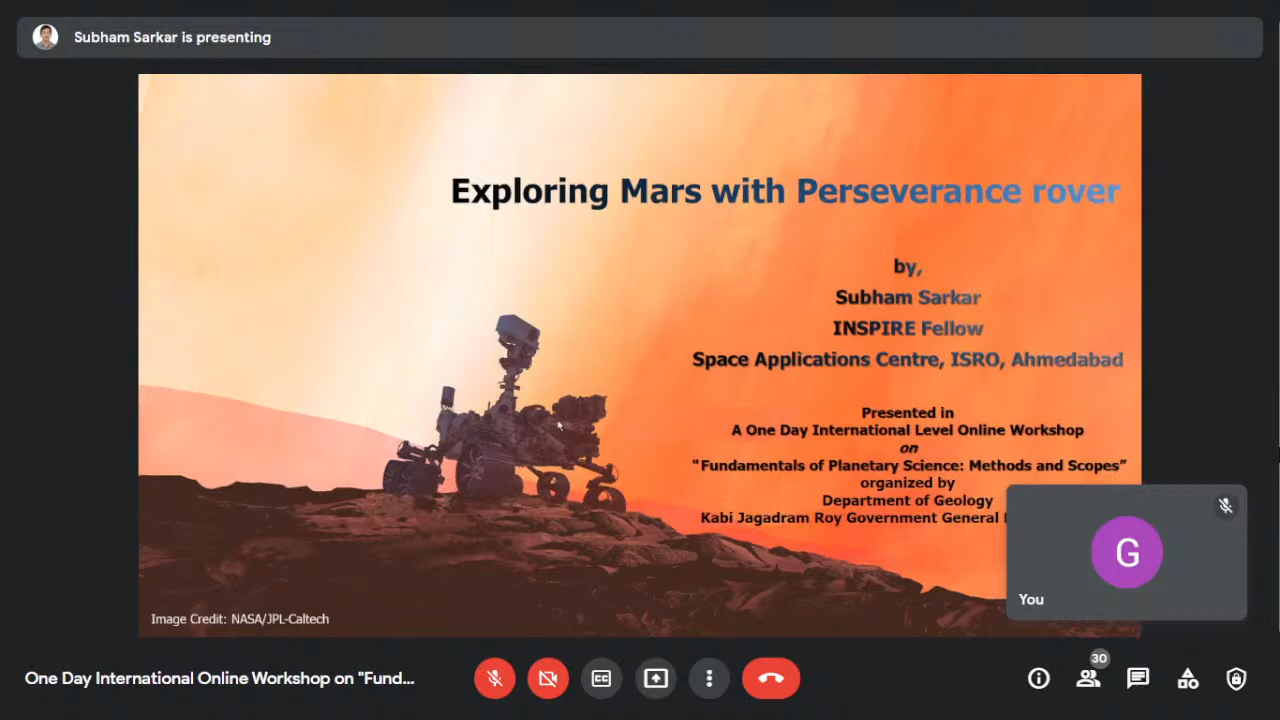 Subham Sarkar is presenting
Exploring Mars with Perseverance rover
by,
Subham Sarkar
INSPIRE Fellow
Space Applications Centre, ISRO, Ahmedabad
Presented in
A One Day International Level Online Workshop
on
"Fundamentals of Planetary Science: Methods and Scopes”
organized by
Department of Geology
Kabi Jagadram Roy Government General
G
You
Image Credit: NASA/JPL-Caltech
One Day International Online Workshop on "Fund...
CC
30